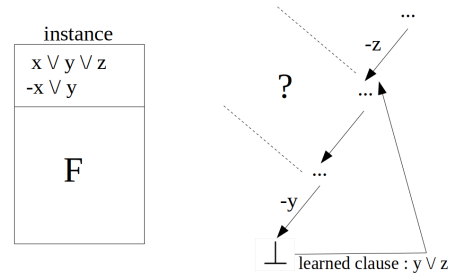 instance
x \/ y \/ z
-x \/ y
F
...
-z
...
?
...
-y
⊥
learned clause : y \/ z